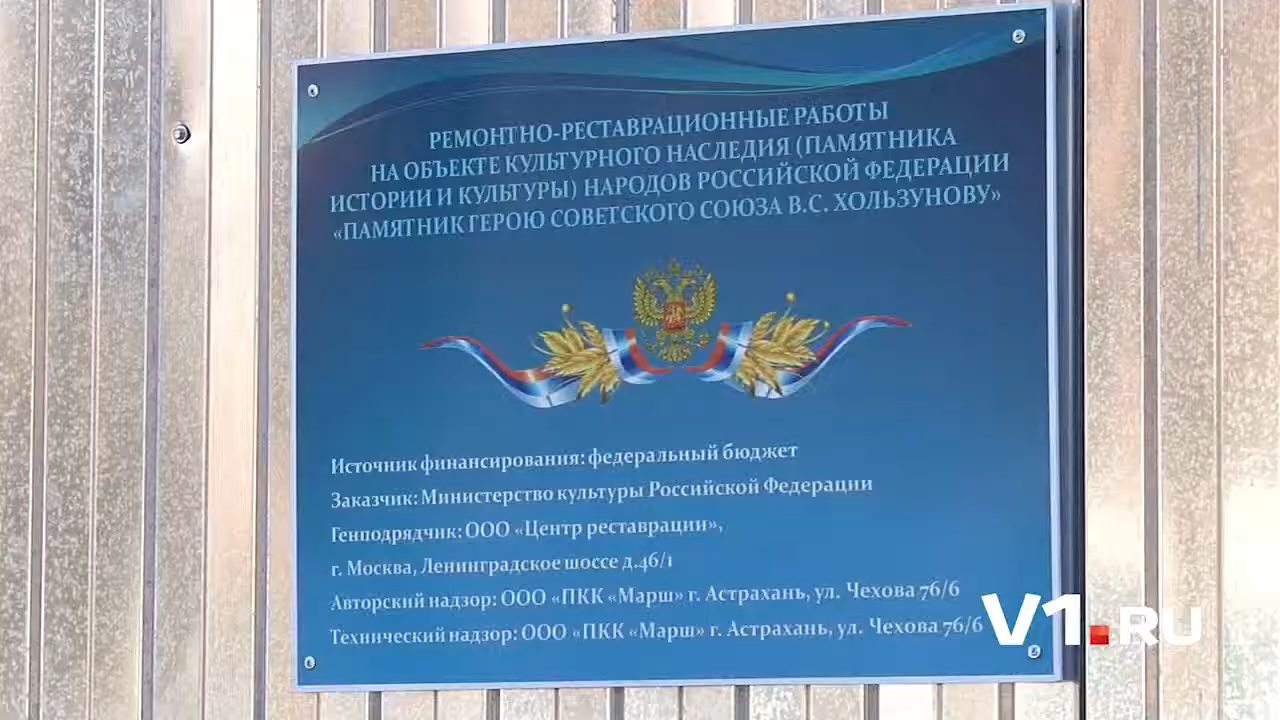 РЕМОНТНО-РЕСТАВРАЦИОННЫЕ РАБОТЫ
НА ОБЪЕКТЕ КУЛЬТУРНОГО НАСЛЕДИЯ (ПАМЯТНИКА
ИСТОРИИ И КУЛЬТУРЫ) НАРОДОВ РОССИЙСКОЙ ФЕДЕРАЦИИ
«ПАМЯТНИК ГЕРОЮ СОВЕТСКОГО СОЮЗА В.С. ХОЛЬЗУНОВУ»
Источник финансирования: федеральный бюджет
Заказчик: Министерство культуры Российской Федерации
Генподрядчик: ООО «Центр реставрации»,
г. Москва, Ленинградское шоссе д.46/1
Авторский надзор: ООО «ПКК «Марш» г. Астрахань, ул. Чехова 76/6
Технический надзор: ООО «ПКК «Марш» г. Астрахань, ул. Чехова 76/6
V1.RU